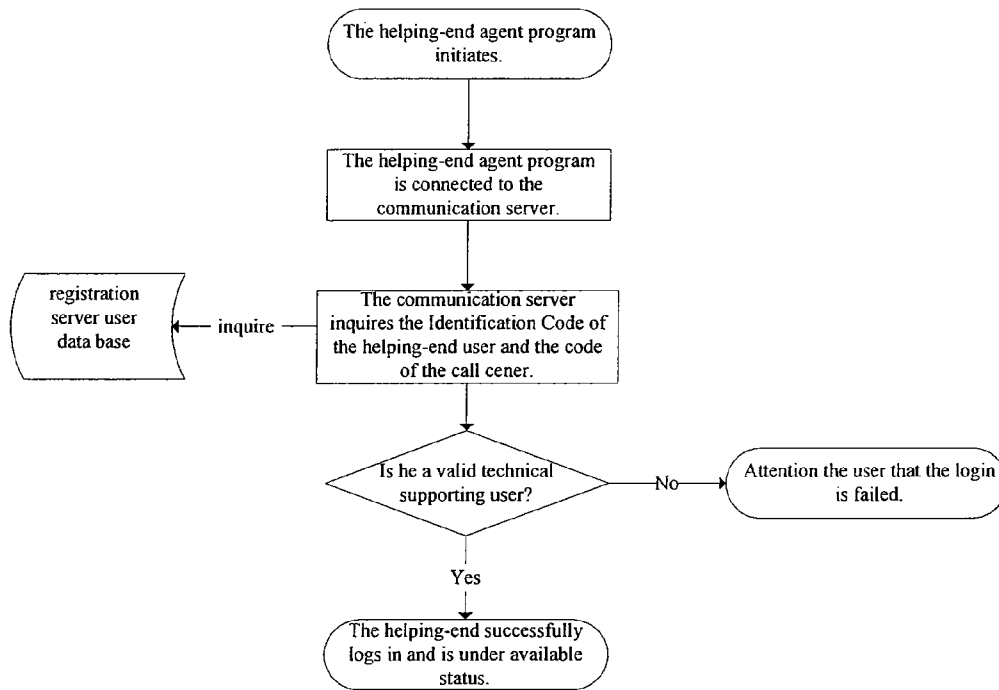 The helping-end agent program
initiates.
The helping-end agent program
is connected to the
communication server.
registration
server user
data base
inquire
The communication server
inquires the Identification Code of
the helping-end user and the code
of the call cener.
Is he a valid technical
supporting user?
No
Attention the user that the login
is failed.
Yes
The helping-end successfully
logs in and is under available
status.